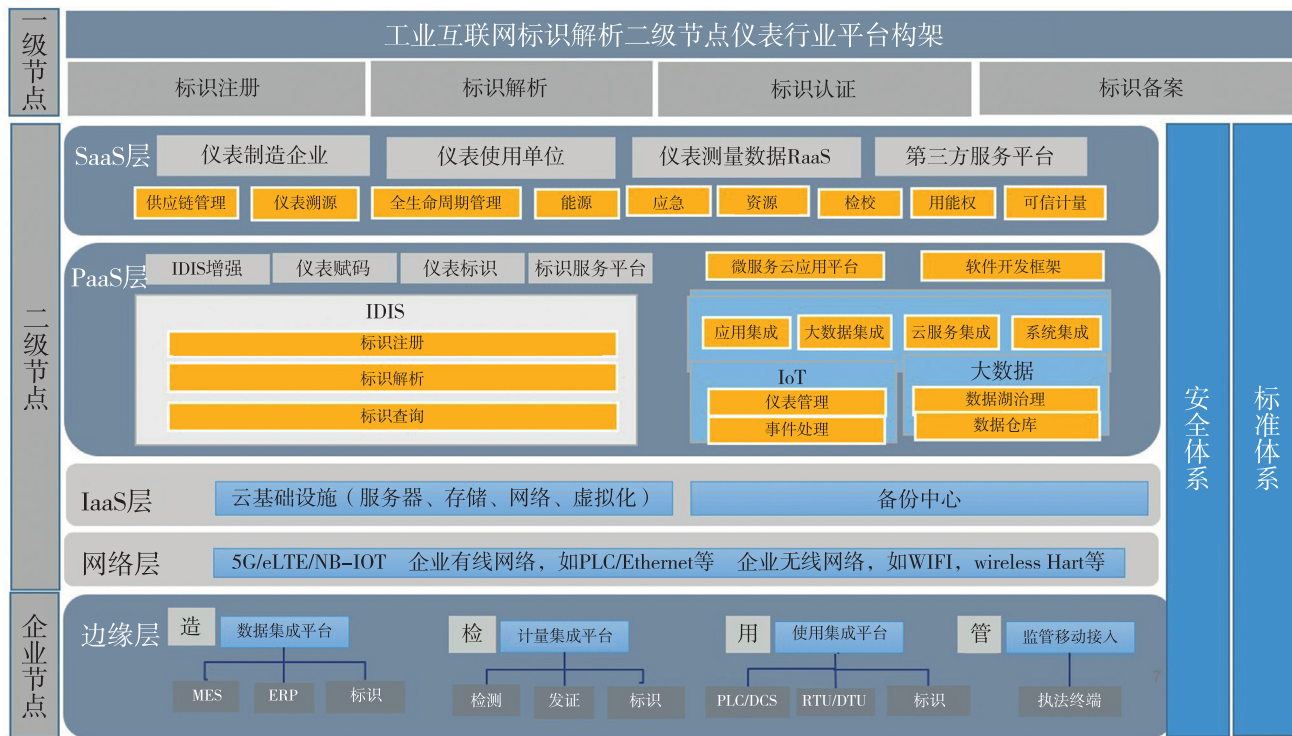 一级节点
工业互联网标识解析二级节点仪表行业平台构架
标识注册
标识解析
标识认证
标识备案
二级节点
SaaS层
仪表制造企业
仪表使用单位
仪表测量数据RaaS
第三方服务平台
供应链管理
仪表溯源
全生命周期管理
能源
应急
资源
检校
用能权
可信计量
PaaS层
IDIS增强
仪表赋码
仪表标识
标识服务平台
微服务云应用平台
软件开发框架
IDIS
标识注册
标识解析
标识查询
应用集成
大数据集成
云服务集成
系统集成
IoT
仪表管理
事件处理
大数据
数据湖治理
数据仓库
IaaS层
云基础设施（服务器、存储、网络、虚拟化）
备份中心
网络层
5G/eLTE/NB-IOT 企业有线网络，如PLC/Ethernet等 企业无线网络，如WIFI，wireless Hart等
企业节点
边缘层
造
数据集成平台
MES
ERP
标识
检
计量集成平台
检测
发证
标识
用
使用集成平台
PLC/DCS
RTU/DTU
标识
管
监管移动接入
执法终端
7
安全体系
标准体系